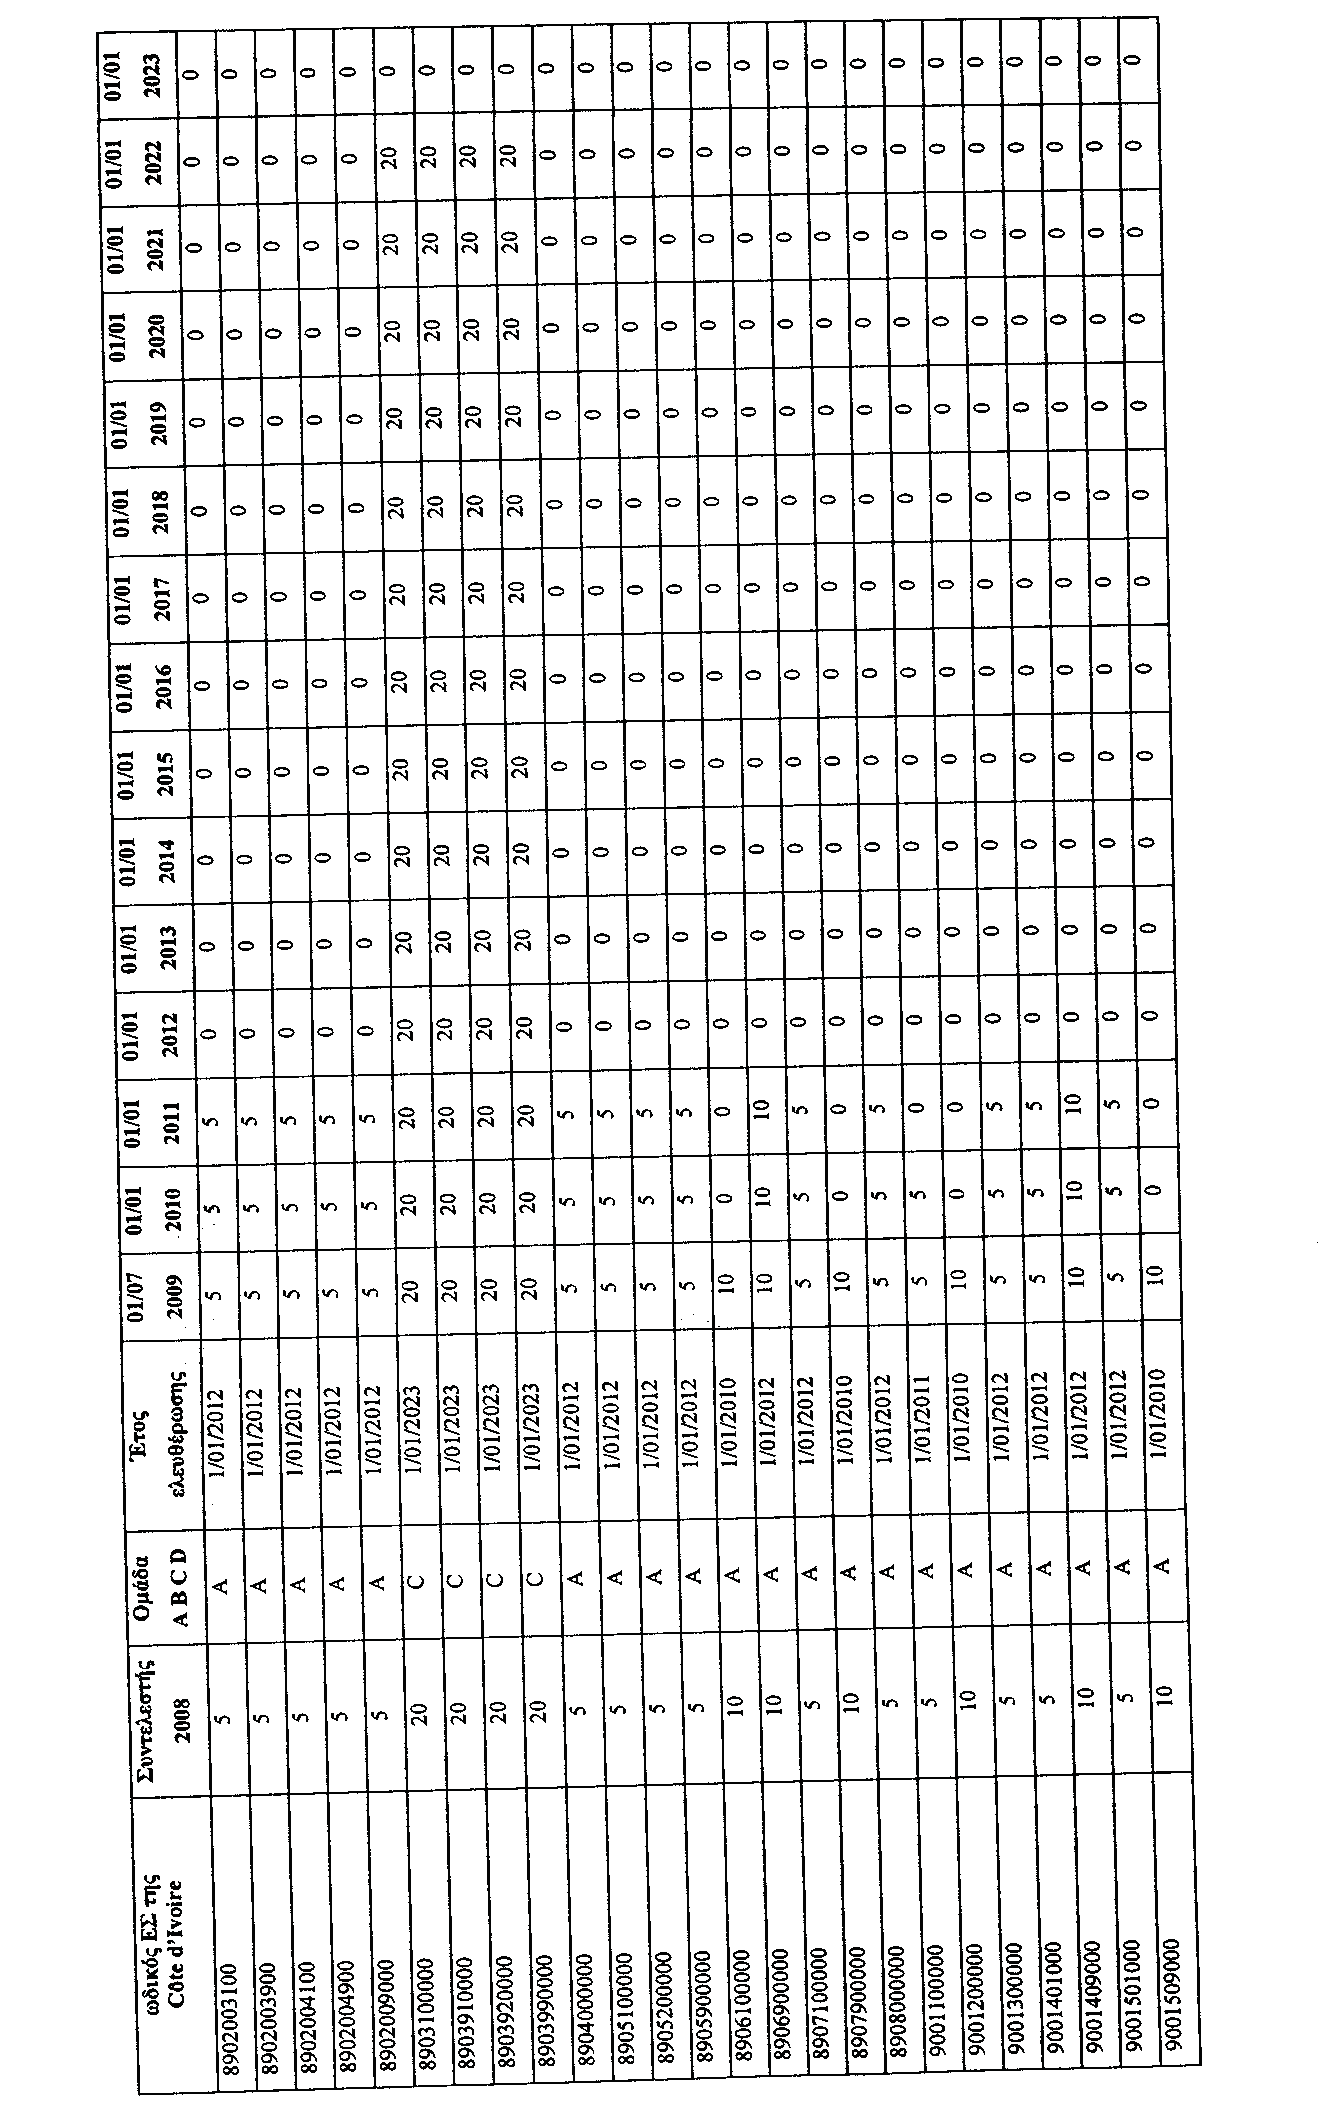 ωδικός ΕΣ της Côte d'Ivoire | Συντελεστής 2008 | Ομάδα A B C D | Έτος ελευθέρωσης | 01/07 2009 | 01/01 2010 | 01/01 2011 | 01/01 2012 | 01/01 2013 | 01/01 2014 | 01/01 2015 | 01/01 2016 | 01/01 2017 | 01/01 2018 | 01/01 2019 | 01/01 2020 | 01/01 2021 | 01/01 2022 | 01/01 2023
8902003100 5 A 1/01/2012 5 5 5 0 0 0 0 0 0 0 0 0 0 0 0
8902003900 5 A 1/01/2012 5 5 5 0 0 0 0 0 0 0 0 0 0 0 0
8902004100 5 A 1/01/2012 5 5 5 0 0 0 0 0 0 0 0 0 0 0 0
8902004900 5 A 1/01/2012 5 5 5 0 0 0 0 0 0 0 0 0 0 0 0
8902009000 5 A 1/01/2012 5 5 5 0 0 0 0 0 0 0 0 0 0 0 0
8903100000 20 C 1/01/2023 20 20 20 20 20 20 20 20 20 20 20 20 20 20 0
8903910000 20 C 1/01/2023 20 20 20 20 20 20 20 20 20 20 20 20 20 20 0
8903920000 20 C 1/01/2023 20 20 20 20 20 20 20 20 20 20 20 20 20 20 0
8903990000 20 C 1/01/2023 20 20 20 20 20 20 20 20 20 20 20 20 20 20 0
8904000000 5 A 1/01/2012 5 5 5 0 0 0 0 0 0 0 0 0 0 0 0
8905100000 5 A 1/01/2012 5 5 5 0 0 0 0 0 0 0 0 0 0 0 0
8905200000 5 A 1/01/2012 5 5 5 0 0 0 0 0 0 0 0 0 0 0 0
8905900000 5 A 1/01/2012 5 5 5 0 0 0 0 0 0 0 0 0 0 0 0
8906100000 10 A 1/01/2010 10 0 0 0 0 0 0 0 0 0 0 0 0 0 0
8906900000 10 A 1/01/2012 10 10 10 0 0 0 0 0 0 0 0 0 0 0 0
8907100000 5 A 1/01/2012 5 5 5 0 0 0 0 0 0 0 0 0 0 0 0
8907900000 10 A 1/01/2010 10 0 0 0 0 0 0 0 0 0 0 0 0 0 0
8908000000 5 A 1/01/2012 5 5 5 0 0 0 0 0 0 0 0 0 0 0 0
9001100000 5 A 1/01/2011 5 5 0 0 0 0 0 0 0 0 0 0 0 0 0
9001200000 10 A 1/01/2010 10 0 0 0 0 0 0 0 0 0 0 0 0 0 0
9001300000 5 A 1/01/2012 5 5 5 0 0 0 0 0 0 0 0 0 0 0 0
9001401000 5 A 1/01/2012 5 5 5 0 0 0 0 0 0 0 0 0 0 0 0
9001409000 10 A 1/01/2012 10 10 10 0 0 0 0 0 0 0 0 0 0 0 0
9001501000 5 A 1/01/2012 5 5 5 0 0 0 0 0 0 0 0 0 0 0 0
9001509000 10 A 1/01/2010 10 0 0 0 0 0 0 0 0 0 0 0 0 0 0